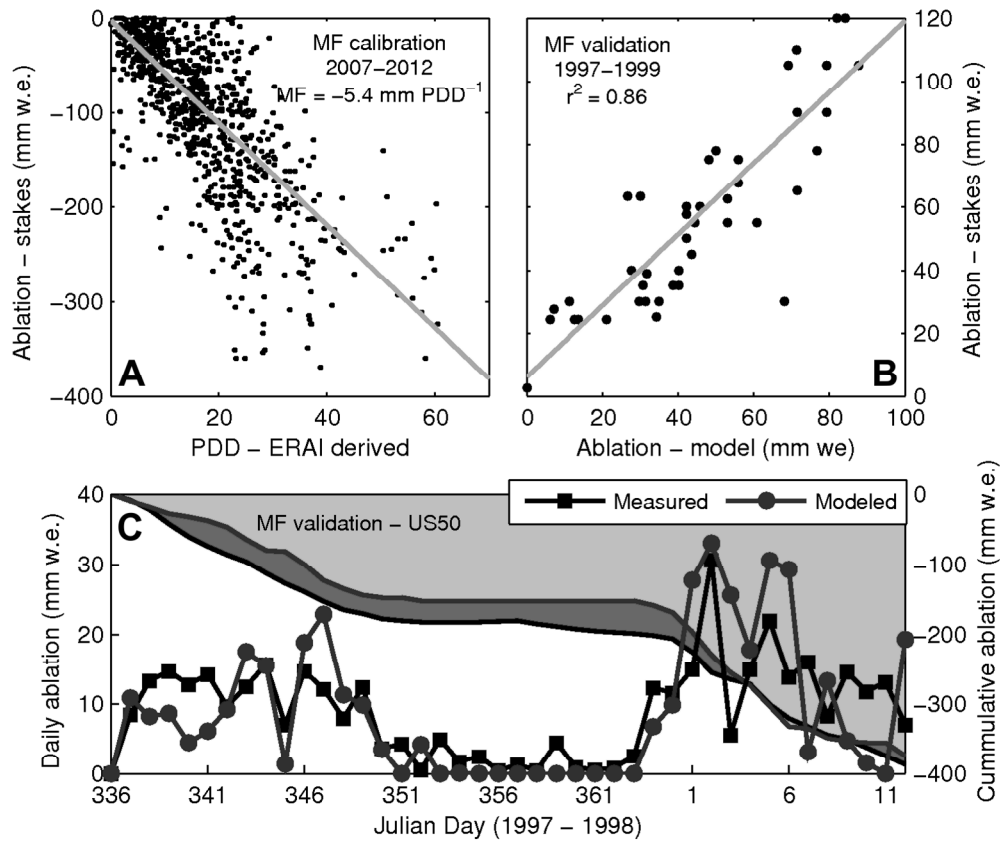 MF calibration
2007−2012
MF = −5.4 mm PDD−1
A
0
−100
−200
−300
−400
Ablation − stakes (mm w.e.)
0
20
40
60
PDD − ERAI derived
MF validation
1997−1999
r2 = 0.86
B
0
20
40
60
80
100
120
Ablation − stakes (mm w.e.)
0
20
40
60
80
100
Ablation − model (mm we)
C
MF validation − US50
Measured
Modeled
40
30
20
10
0
Daily ablation (mm w.e.)
0
−100
−200
−300
−400
Cummulative ablation (mm w.e.)
336
341
346
351
356
361
1
6
11
Julian Day (1997 − 1998)